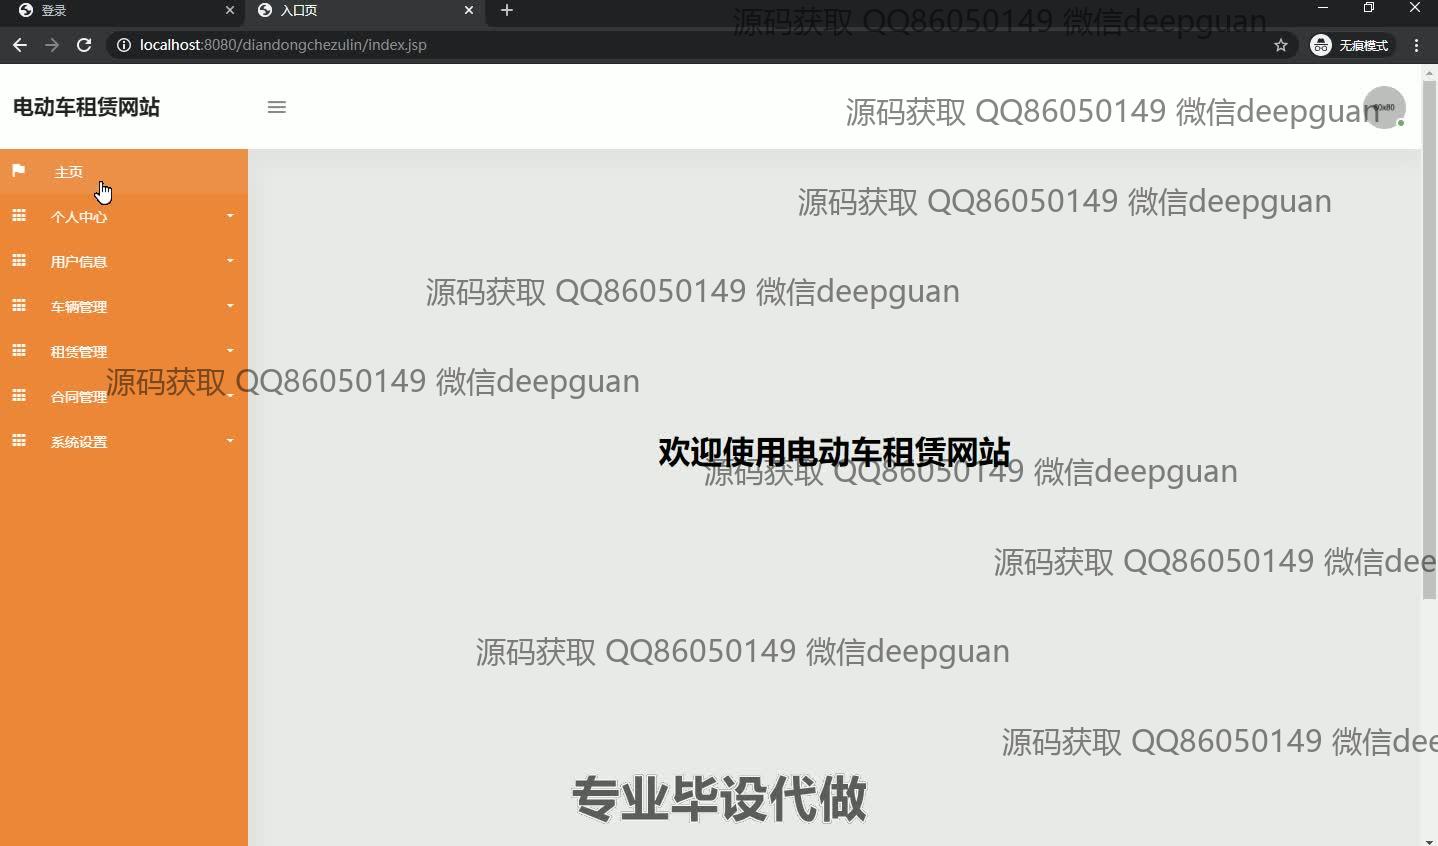 登录
入口页
源码获取 QQ86050149 微信deepguan
localhost:8080/diandongchezulin/index.jsp
无痕模式
电动车租赁网站
源码获取 QQ86050149 微信deepguan
60x60
主页
源码获取 QQ86050149 微信deepguan
个人中心
用户信息
源码获取 QQ86050149 微信deepguan
车辆管理
租赁管理
源码获取 QQ86050149 微信deepguan
合同管理
系统设置
欢迎使用电动车租赁网站
源码获取 QQ86050149 微信deepguan
源码获取 QQ86050149 微信dee
源码获取 QQ86050149 微信deepguan
源码获取 QQ86050149 微信dee
专业毕设代做